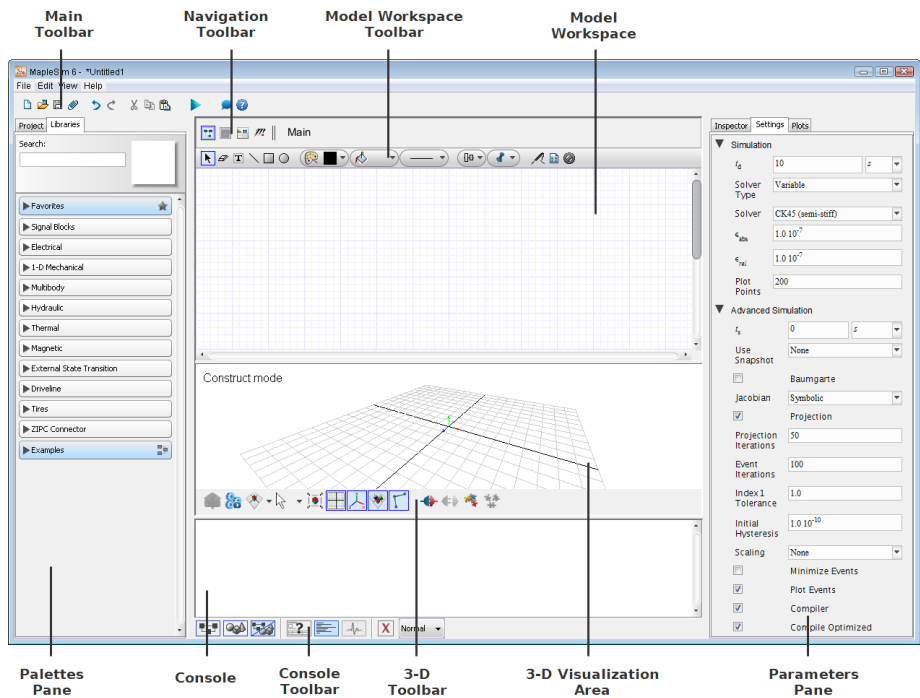 Main
Toolbar
Navigation
Toolbar
Model Workspace
Toolbar
Model
Workspace
MapleSim 6 - *Untitled1
File Edit View Help
Project Libraries
Search:
Favorites
Signal Blocks
Electrical
1-D Mechanical
Multibody
Hydraulic
Thermal
Magnetic
External State Transition
Driveline
Tires
ZIPC Connector
Examples
Main
Construct mode
Normal
Inspector Settings Plots
Simulation
t_d 10 s
Solver
Type Variable
Solver CK45 (semi-stiff)
ϵ_abs 1.0 10^-7
ϵ_rel 1.0 10^-7
Plot
Points 200
Advanced Simulation
t_s 0 s
Use
Snapshot None
Baumgarte
Jacobian Symbolic
Projection
Projection
Iterations 50
Event
Iterations 100
Index1
Tolerance 1.0
Initial
Hysteresis 1.0 10^-10
Scaling None
Minimize Events
Plot Events
Compiler
Compile Optimized
Palettes
Pane
Console
Console
Toolbar
3-D
Toolbar
3-D Visualization
Area
Parameters
Pane